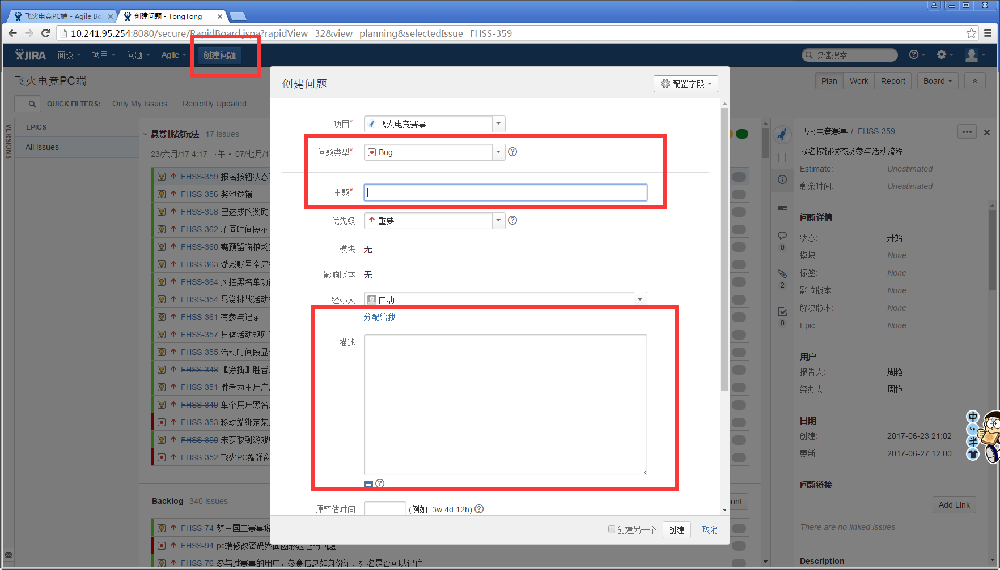 飞火电竞PC端 - Agile Bo
创建问题 - TongTong
10.241.95.254:8080/secure/RapidBoard.jspa?rapidView=32&view=planning&selectedIssue=FHSS-359
JIRA 面板 项目 问题 Agile 创建问题 快速搜索
飞火电竞PC端
Plan Work Report Board
QUICK FILTERS: Only My Issues Recently Updated
VERSIONS
EPICS
All issues
悬赏挑战玩法 17 issues
23/六月/17 4:17 下午 • 07/七月/1
FHSS-359 报名按钮状态
FHSS-356 奖池逻辑
FHSS-358 已达成的奖励
FHSS-362 不同时间段不
FHSS-360 需预留喵粮场
FHSS-363 游戏账号全局
FHSS-364 风控黑名单功
FHSS-354 悬赏挑战活动
FHSS-361 有参与记录
FHSS-357 具体活动规则
FHSS-355 活动时间段显
FHSS-348 【穿插】胜者
FHSS-351 胜者为王用户
FHSS-349 单个用户黑名
FHSS-353 移动端绑定某
FHSS-350 未获取到游戏
FHSS-352 飞火PC端弹窗
Backlog 340 issues
rint
FHSS-74 梦三国二赛事说
FHSS-94 pc端修改密码界面图形验证码问题
FHSS-76 参与过赛事的用户，参赛信息如身份证、姓名是否可以记住
创建问题
配置字段
项目* 飞火电竞赛事
问题类型* Bug
主题*
优先级 重要
模块 无
影响版本 无
经办人 自动
分配给我
描述
原预估时间 (例如. 3w 4d 12h)
创建另一个 创建 取消
飞火电竞赛事 / FHSS-359
报名按钮状态及参与活动流程
Estimate: Unestimated
剩余时间: Unestimated
问题详情
状态: 开始
模块: None
标签: None
影响版本: None
解决版本: None
Epic: None
0
2
0
用户
报告人: 周艳
经办人: 周艳
日期
创建: 2017-06-23 21:02
更新: 2017-06-27 12:00
问题链接
Add Link
There are no linked issues
Description
中
半